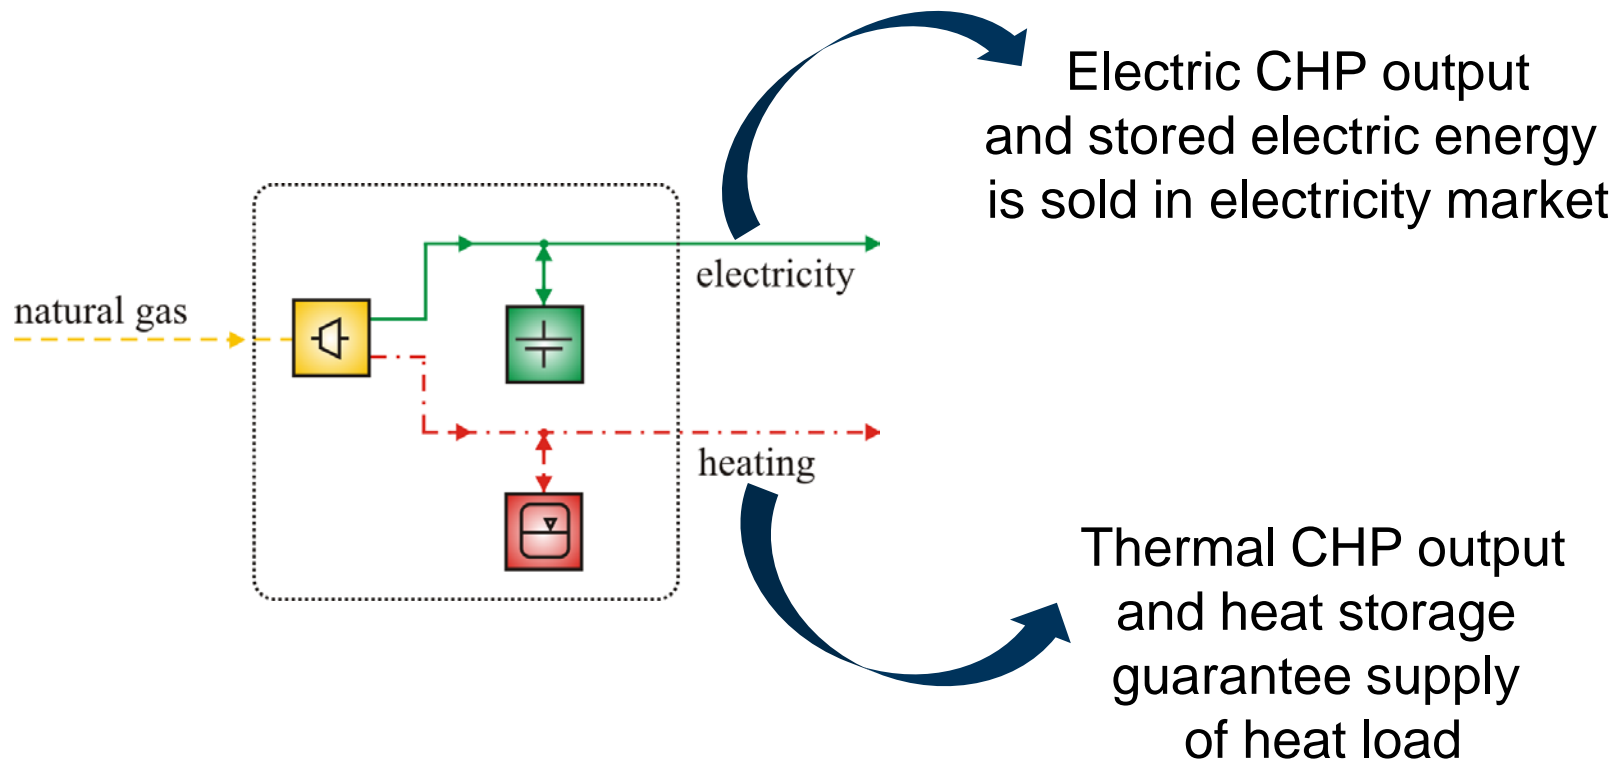 Electric CHP output
and stored electric energy
is sold in electricity market
electricity
natural gas
heating
Thermal CHP output
and heat storage
guarantee supply
of heat load